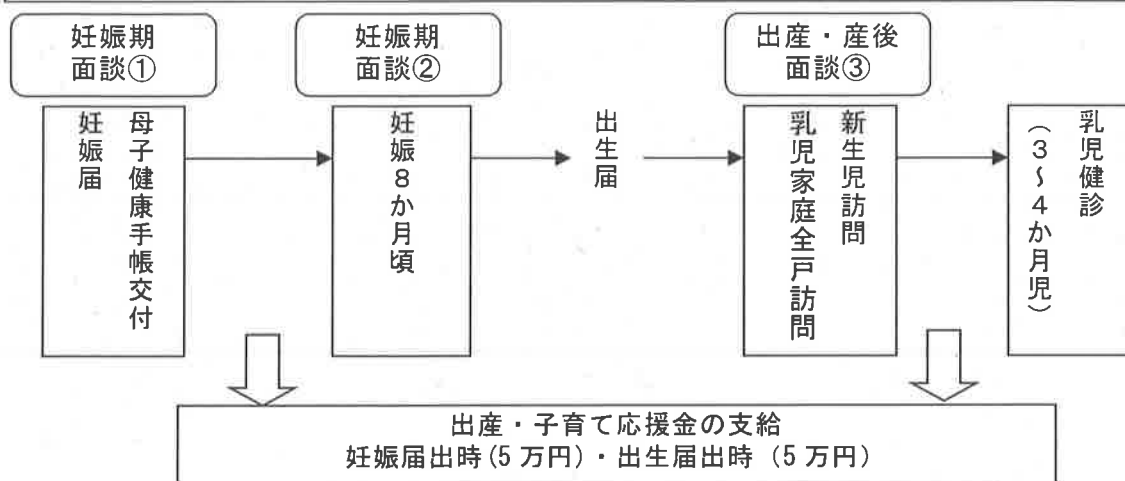 妊娠期
面談①
妊娠期
面談②
出産・産後
面談③
母子健康手帳交付
妊娠届
妊娠8か月頃
出生届
新生児訪問
乳児家庭全戸訪問
乳児健診
（3～4か月児）
出産・子育て応援金の支給
妊娠届出時(5万円)・出生届出時（5万円）